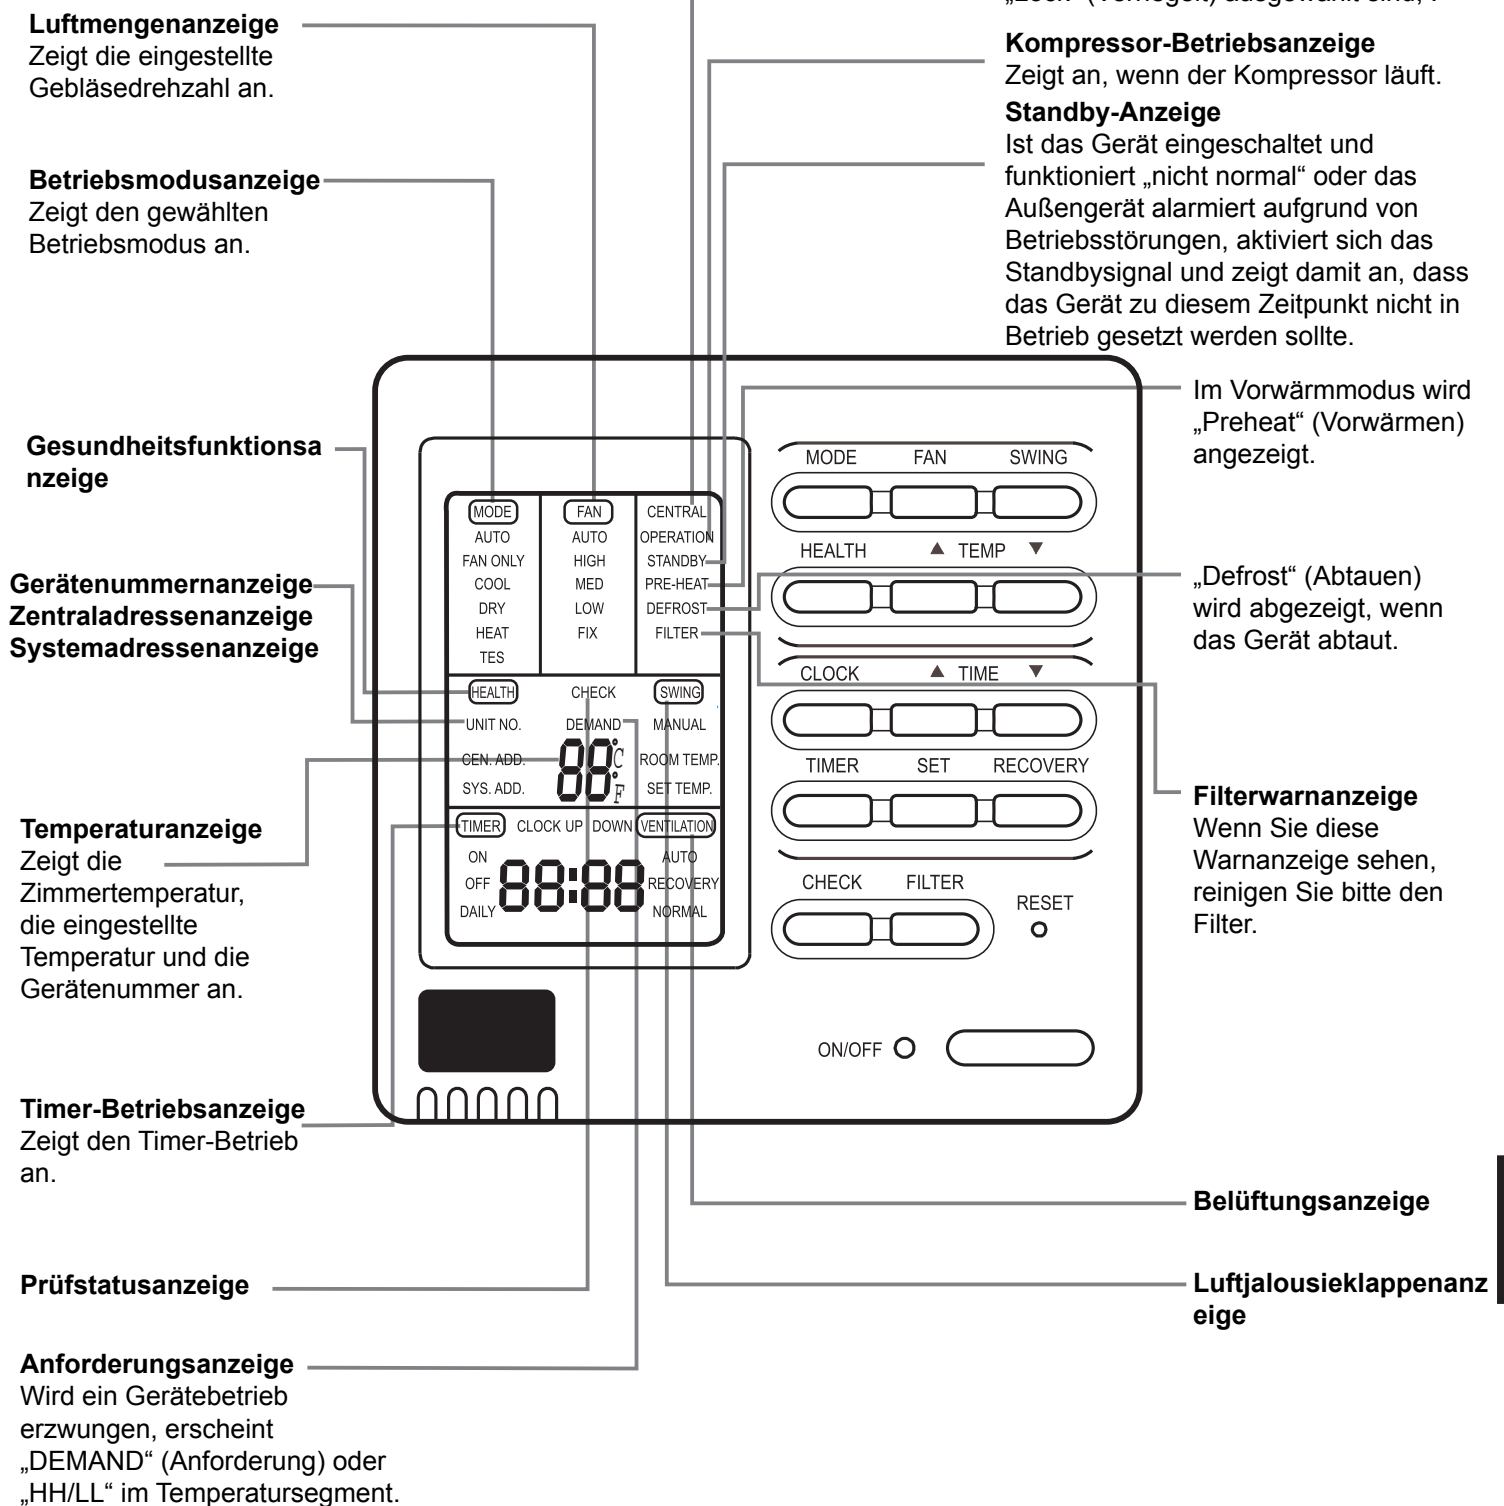 „Lock“ (Verriegelt) ausgewählt sind,
Luftmengenanzeige
Zeigt die eingestellte
Gebläsedrehzahl an.
Kompressor-Betriebsanzeige
Zeigt an, wenn der Kompressor läuft.
Standby-Anzeige
Ist das Gerät eingeschaltet und
funktioniert „nicht normal“ oder das
Außengerät alarmiert aufgrund von
Betriebsstörungen, aktiviert sich das
Standbysignal und zeigt damit an, dass
das Gerät zu diesem Zeitpunkt nicht in
Betrieb gesetzt werden sollte.
Betriebsmodusanzeige
Zeigt den gewählten
Betriebsmodus an.
Im Vorwärmmodus wird
„Preheat“ (Vorwärmen)
angezeigt.
Gesundheitsfunktionsa
nzeige
Gerätenummernanzeige
Zentraladressenanzeige
Systemadressenanzeige
„Defrost“ (Abtauen)
wird abgezeigt, wenn
das Gerät abtaut.
MODE FAN CENTRAL
AUTO AUTO OPERATION
FAN ONLY HIGH STANDBY
COOL MED PRE-HEAT
DRY LOW DEFROST
HEAT FIX FILTER
TES
HEALTH CHECK SWING
UNIT NO. DEMAND MANUAL
CEN. ADD. 88 °C ROOM TEMP.
SYS. ADD. °F SET TEMP.
TIMER CLOCK UP DOWN VENTILATION
ON AUTO
OFF 88:88 RECOVERY
DAILY NORMAL
MODE FAN SWING
HEALTH ▲ TEMP ▼
CLOCK ▲ TIME ▼
TIMER SET RECOVERY
CHECK FILTER
RESET
ON/OFF
Temperaturanzeige
Zeigt die
Zimmertemperatur,
die eingestellte
Temperatur und die
Gerätenummer an.
Filterwarnanzeige
Wenn Sie diese
Warnanzeige sehen,
reinigen Sie bitte den
Filter.
Timer-Betriebsanzeige
Zeigt den Timer-Betrieb
an.
Belüftungsanzeige
Prüfstatusanzeige
Luftjalousieklappenanz
eige
Anforderungsanzeige
Wird ein Gerätebetrieb
erzwungen, erscheint
„DEMAND“ (Anforderung) oder
„HH/LL“ im Temperatursegment.